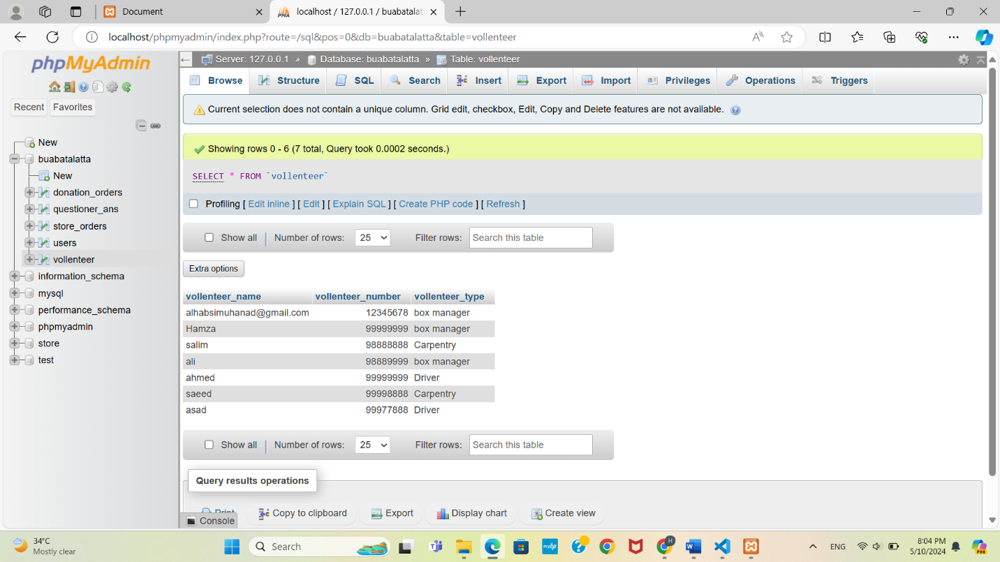 Document
localhost / 127.0.0.1 / buabatalat
localhost/phpmyadmin/index.php?route=/sql&pos=0&db=buabatalatta&table=vollenteer
phpMyAdmin
Recent Favorites
New
buabatalatta
New
donation_orders
questioner_ans
store_orders
users
vollenteer
information_schema
mysql
performance_schema
phpmyadmin
store
test
Server: 127.0.0.1 » Database: buabatalatta » Table: vollenteer
Browse Structure SQL Search Insert Export Import Privileges Operations Triggers
Current selection does not contain a unique column. Grid edit, checkbox, Edit, Copy and Delete features are not available.
Showing rows 0 - 6 (7 total, Query took 0.0002 seconds.)
SELECT * FROM `vollenteer`
Profiling [ Edit inline ] [ Edit ] [ Explain SQL ] [ Create PHP code ] [ Refresh ]
Show all Number of rows: 25 Filter rows: Search this table
Extra options
vollenteer_name vollenteer_number vollenteer_type
alhabsimuhanad@gmail.com 12345678 box manager
Hamza 99999999 box manager
salim 98888888 Carpentry
ali 98889999 box manager
ahmed 99999999 Driver
saeed 99998888 Carpentry
asad 99977888 Driver
Show all Number of rows: 25 Filter rows: Search this table
Query results operations
Print Copy to clipboard Export Display chart Create view
Console
34°C
Mostly clear
Search
ENG
8:04 PM
5/10/2024